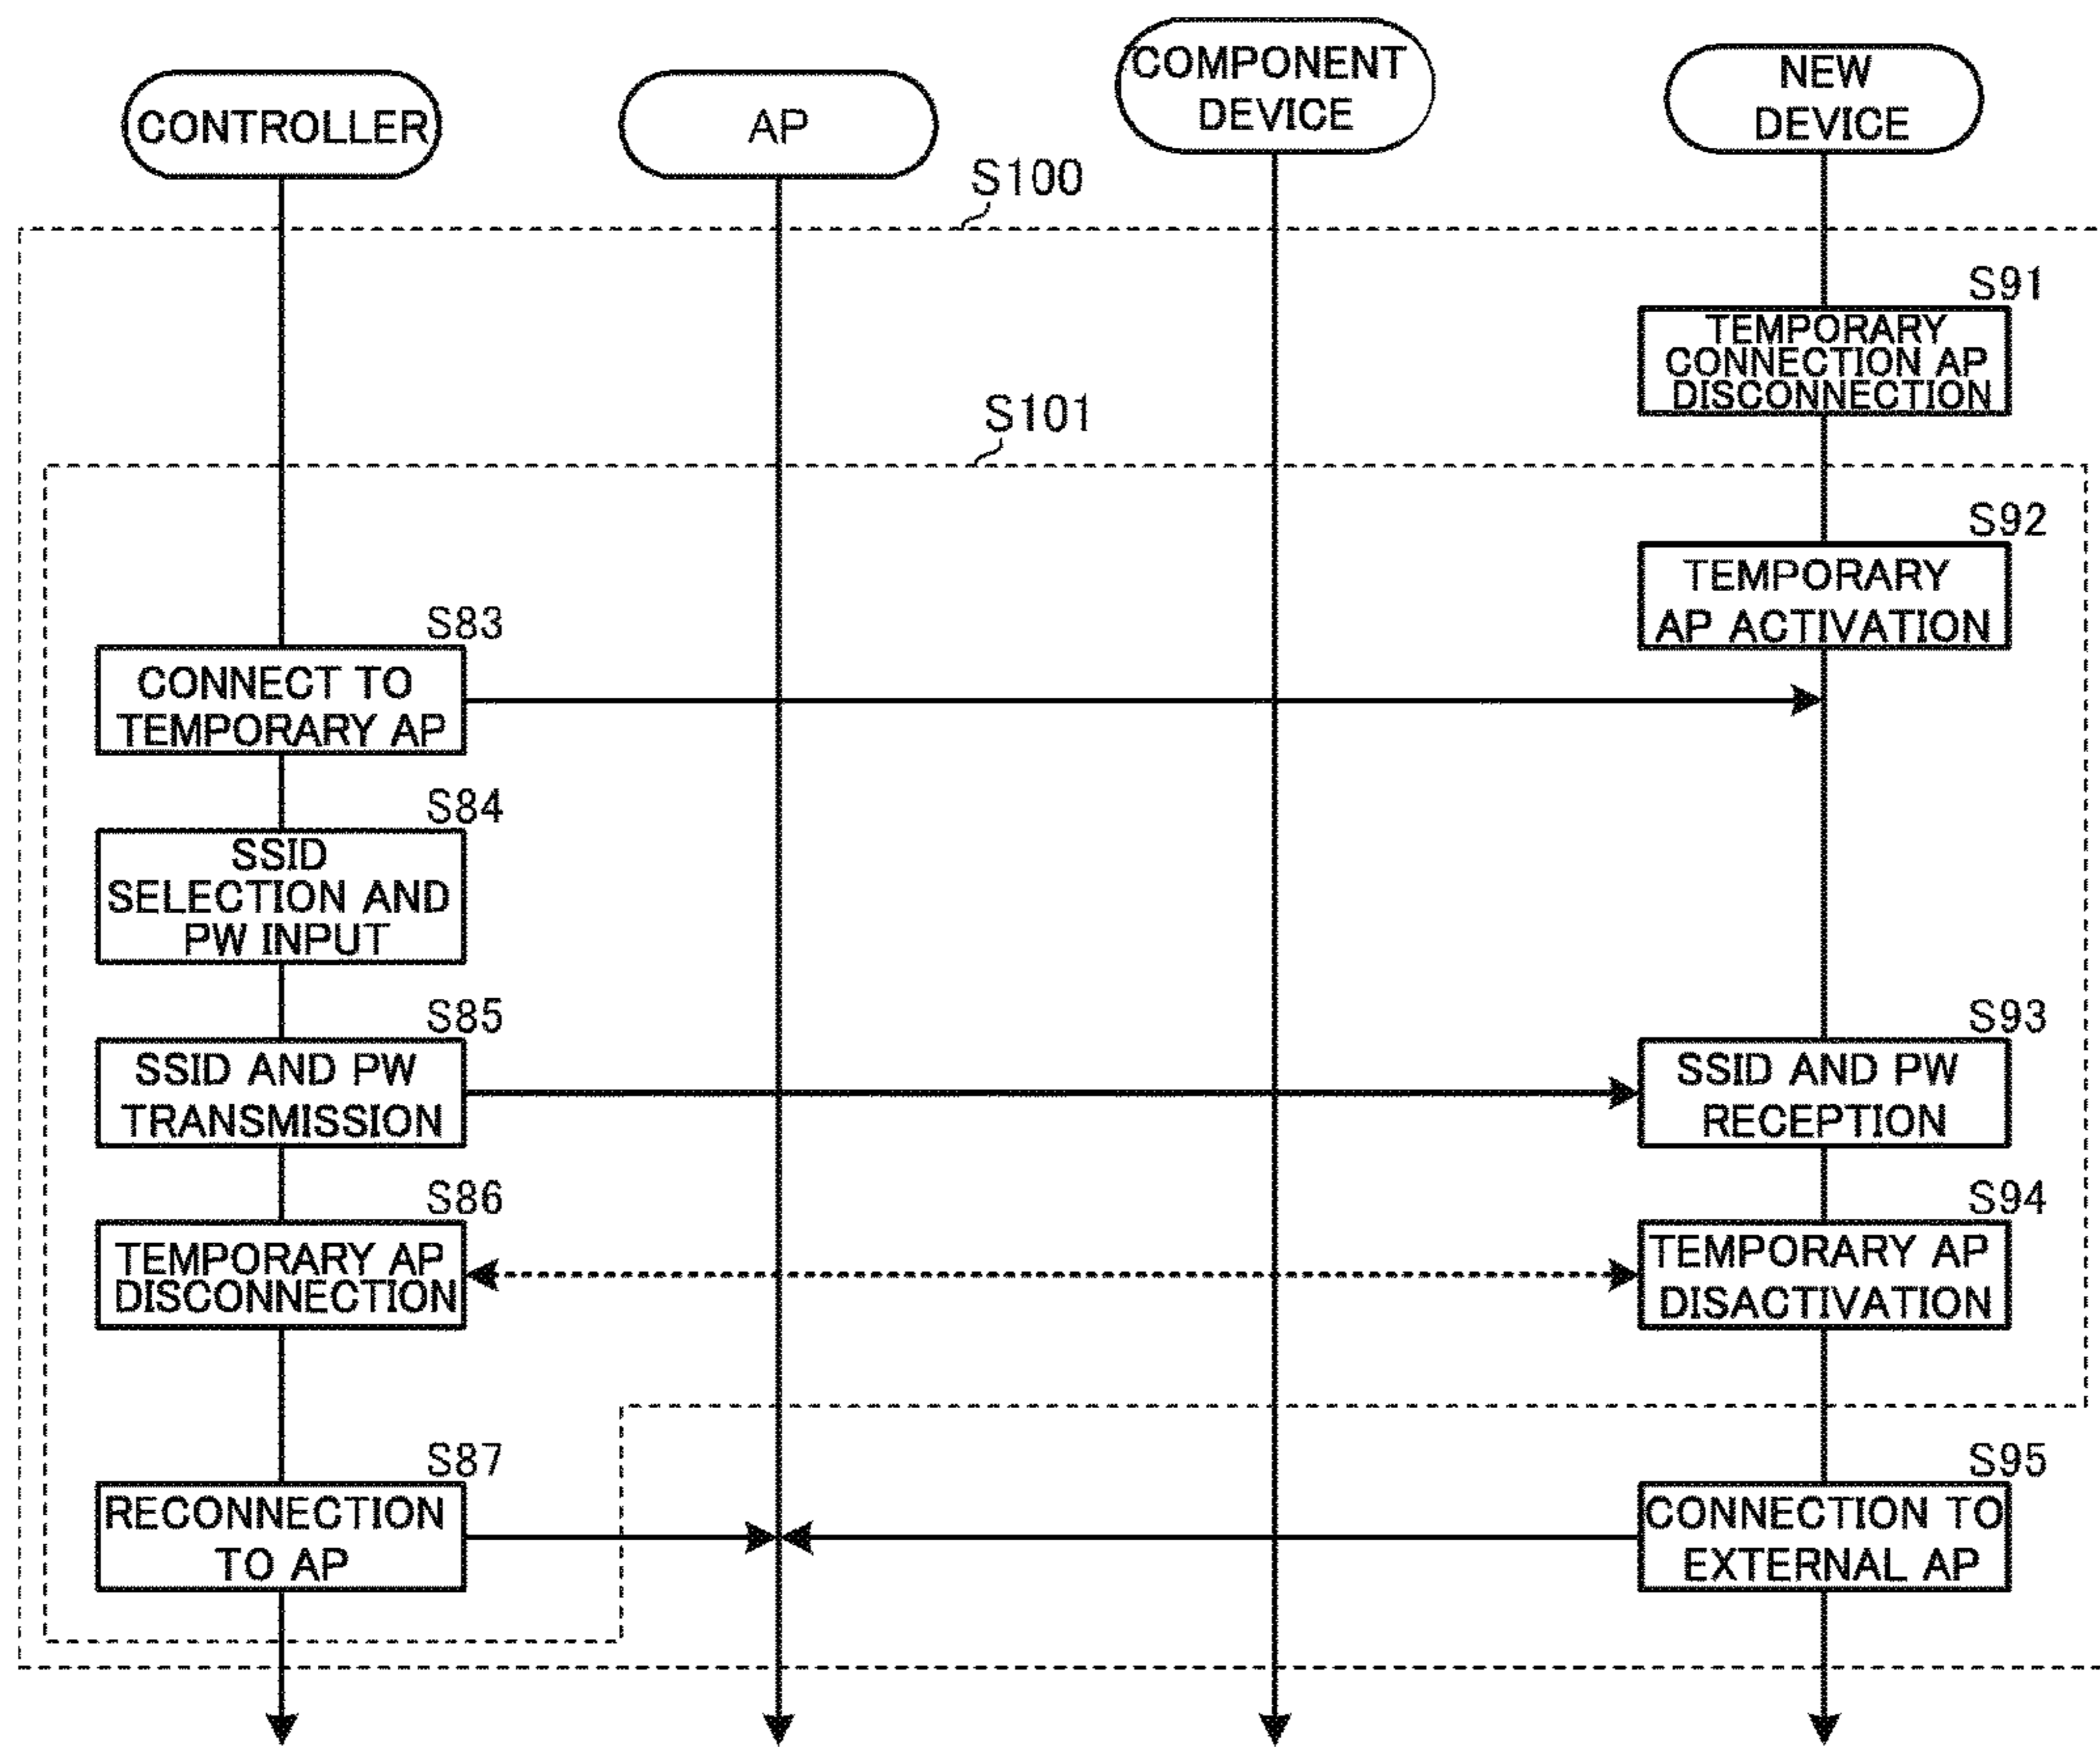 CONTROLLER
AP
COMPONENT
DEVICE
NEW
DEVICE
S100
S91
TEMPORARY
CONNECTION AP
DISCONNECTION
S101
S92
TEMPORARY
AP ACTIVATION
S83
CONNECT TO
TEMPORARY AP
S84
SSID
SELECTION AND
PW INPUT
S85
SSID AND PW
TRANSMISSION
S93
SSID AND PW
RECEPTION
S86
TEMPORARY AP
DISCONNECTION
S94
TEMPORARY AP
DISACTIVATION
S87
RECONNECTION
TO AP
S95
CONNECTION TO
EXTERNAL AP